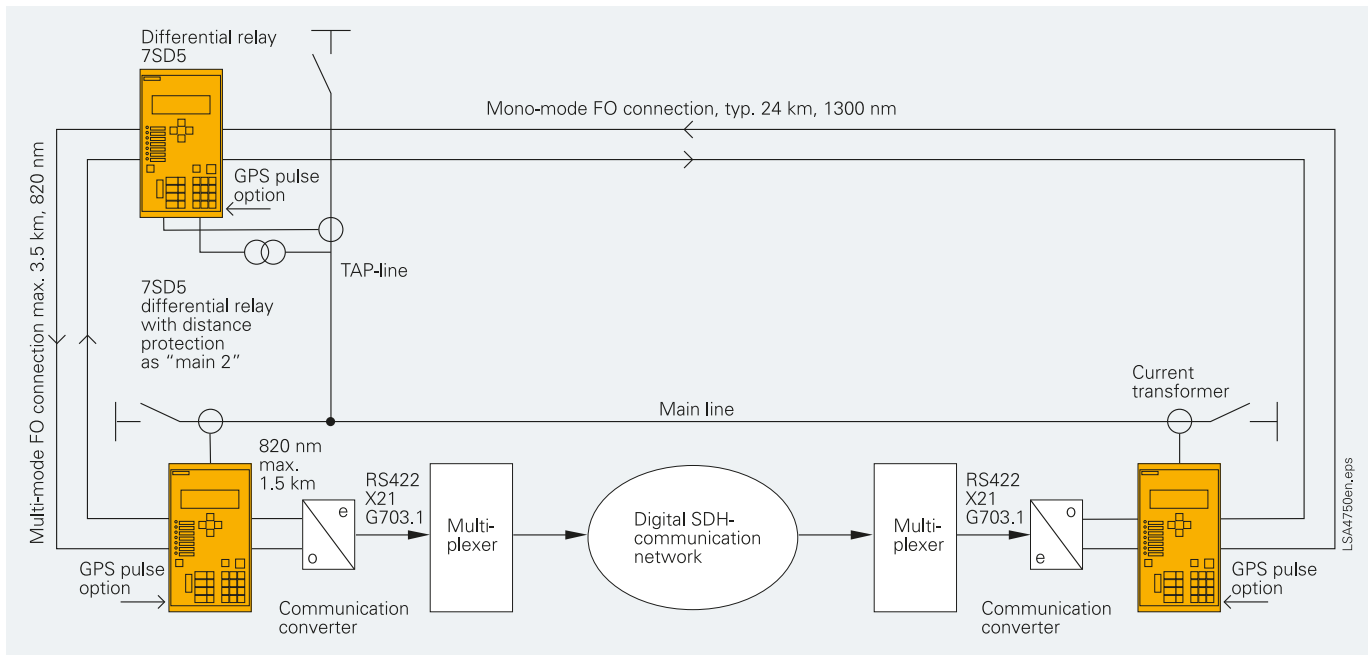 Differential relay
7SD5
Mono-mode FO connection, typ. 24 km, 1300 nm
Multi-mode FO connection max. 3.5 km, 820 nm
GPS pulse
option
TAP-line
7SD5
differential relay
with distance
protection
as "main 2"
Current
transformer
Main line
820 nm
max.
1.5 km
RS422
X21
G703.1
Multi-
plexer
Digital SDH-
communication
network
Multi-
plexer
RS422
X21
G703.1
e
o
o
e
GPS pulse
option
Communication
converter
Communication
converter
GPS pulse
option
LSA4750en.eps